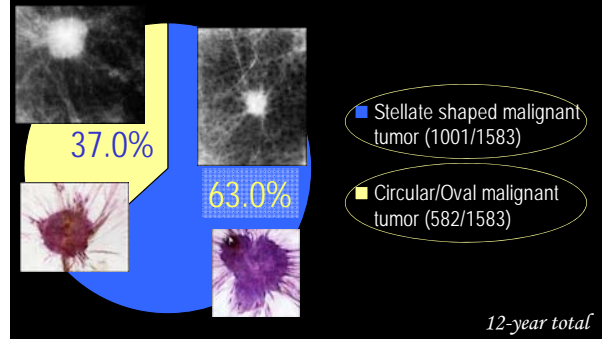 37.0%
63.0%
Stellate shaped malignant
tumor (1001/1583)
Circular/Oval malignant
tumor (582/1583)
12-year total